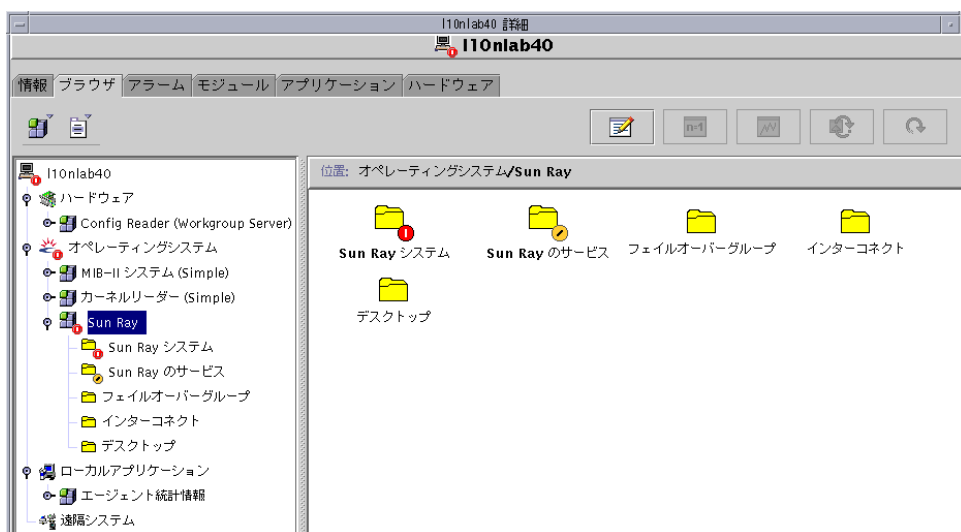 l10nlab40 詳細
l10nlab40
情報 ブラウザ アラーム モジュール アプリケーション ハードウェア
n=1
l10nlab40
ハードウェア
Config Reader (Workgroup Server)
オペレーティングシステム
MIB-II システム (Simple)
カーネルリーダー (Simple)
Sun Ray
Sun Ray システム
Sun Ray のサービス
フェイルオーバーグループ
インターコネクト
デスクトップ
ローカルアプリケーション
エージェント統計情報
遠隔システム
位置: オペレーティングシステム/Sun Ray
Sun Ray システム Sun Ray のサービス フェイルオーバーグループ インターコネクト
デスクトップ